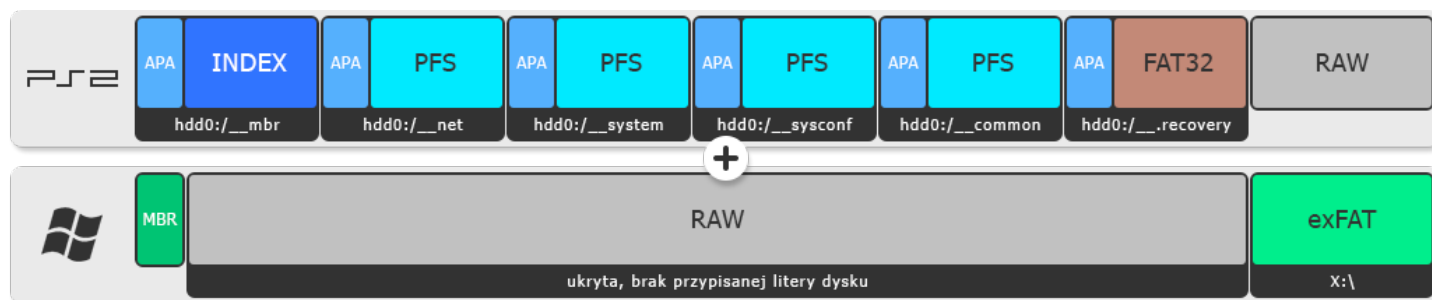 PS2
APA INDEX APA PFS APA PFS APA PFS APA PFS APA FAT32 RAW
hdd0:/__mbr hdd0:/__net hdd0:/__system hdd0:/__sysconf hdd0:/__common hdd0:/__.recovery
+
MBR RAW exFAT
ukryta, brak przypisanej litery dysku X:\